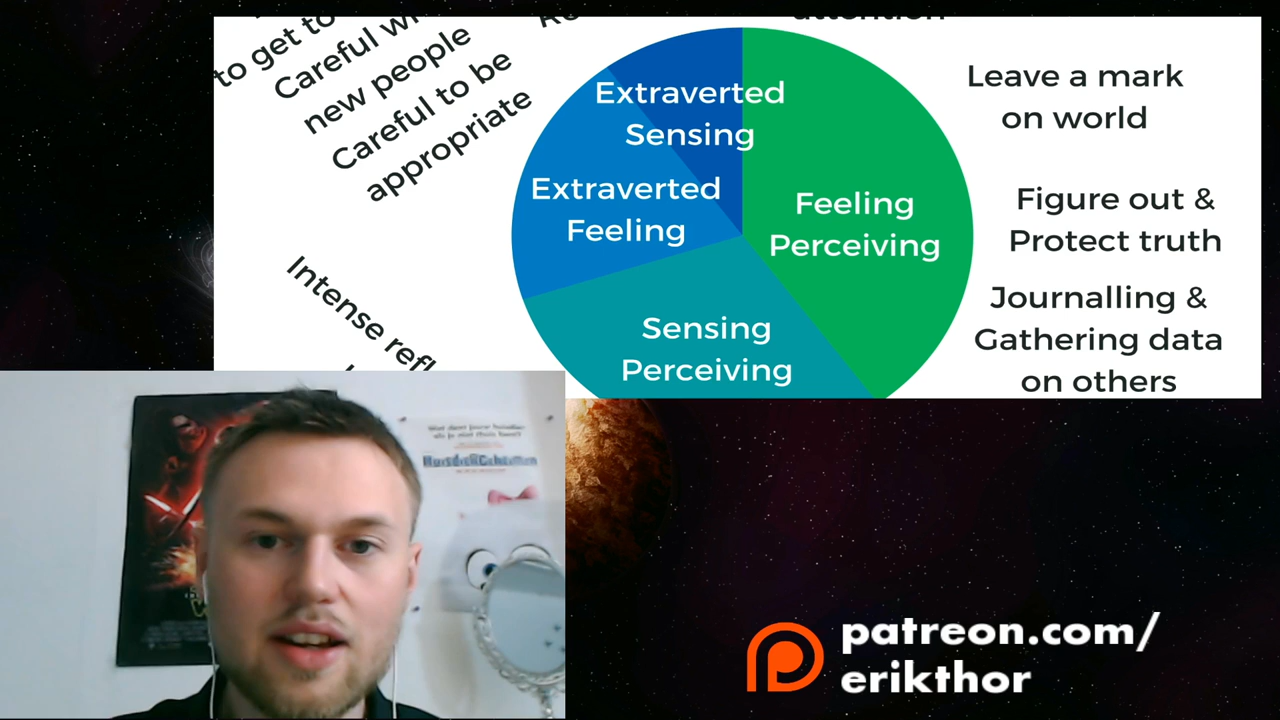 attention
to get to
Careful
new people
Careful to be
appropriate
Extraverted
Sensing
Extraverted
Feeling
Feeling
Perceiving
Sensing
Perceiving
Leave a mark
on world
Figure out &
Protect truth
Journalling &
Gathering data
on others
Intense
patreon.com/
erikthor